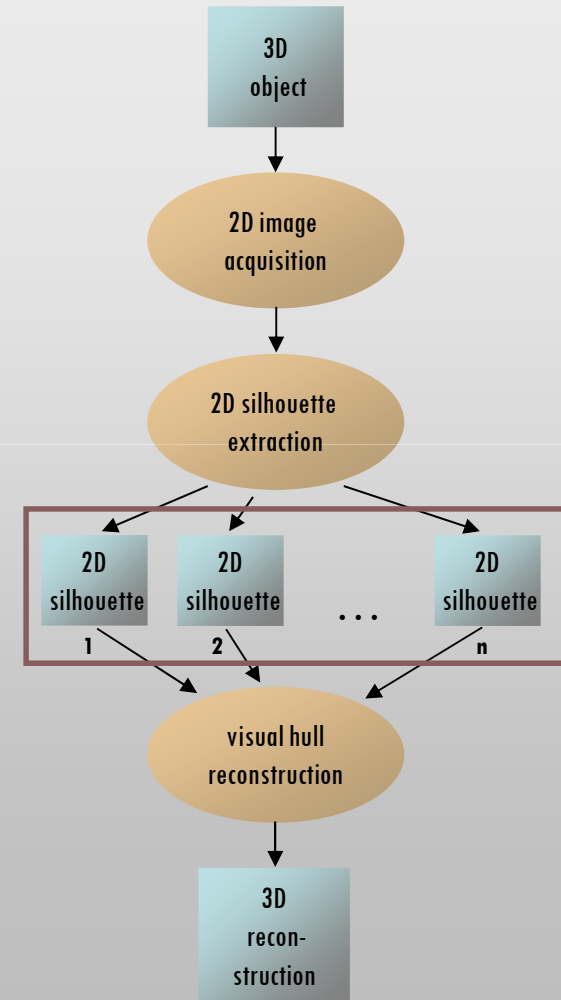 3D
object
2D image
acquisition
2D silhouette
extraction
2D
silhouette
1
2D
silhouette
2
...
2D
silhouette
n
visual hull
reconstruction
3D
recon-
struction